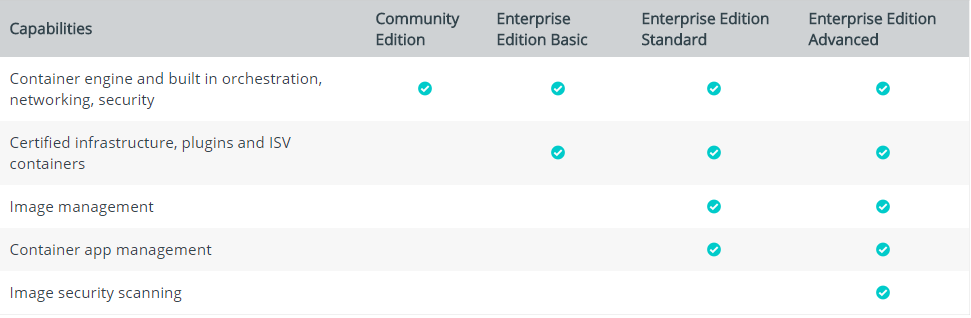 Capabilities
Community
Edition
Enterprise
Edition Basic
Enterprise Edition
Standard
Enterprise Edition
Advanced
Container engine and built in orchestration,
networking, security
Certified infrastructure, plugins and ISV
containers
Image management
Container app management
Image security scanning